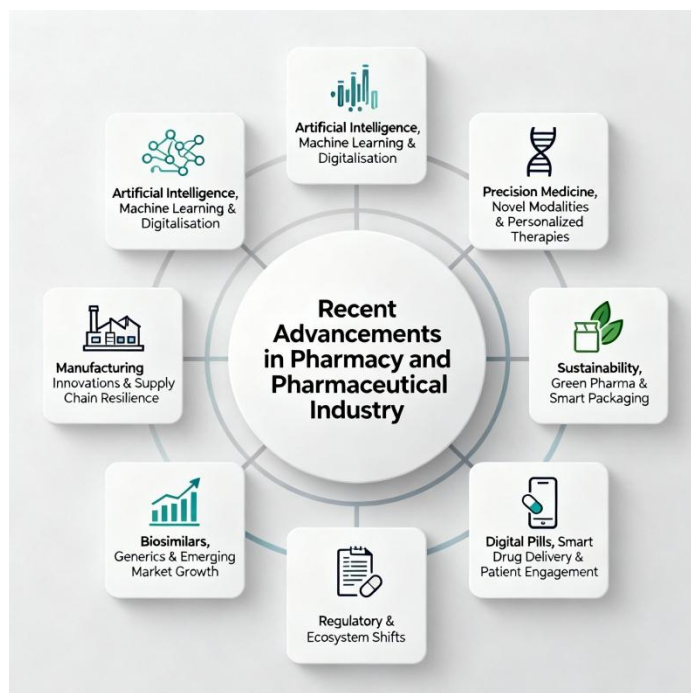 Recent
Advancements
in Pharmacy and
Pharmaceutical
Industry
Artificial Intelligence,
Machine Learning &
Digitalisation
Precision Medicine,
Novel Modalities
& Personalized
Therapies
Sustainability,
Green Pharma &
Smart Packaging
Digital Pills, Smart
Drug Delivery &
Patient Engagement
Regulatory &
Ecosystem Shifts
Biosimilars,
Generics & Emerging
Market Growth
Manufacturing
Innovations & Supply
Chain Resilience
Artificial Intelligence,
Machine Learning &
Digitalisation